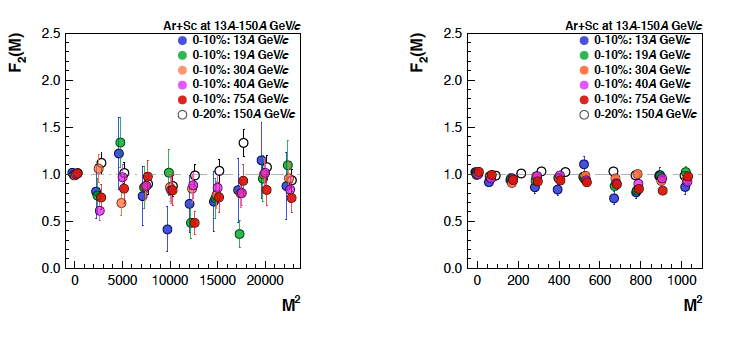 Ar+Sc at 13A-150A GeV/c
0-10%: 13A GeV/c
0-10%: 19A GeV/c
0-10%: 30A GeV/c
0-10%: 40A GeV/c
0-10%: 75A GeV/c
0-20%: 150A GeV/c
F2(M)
2.5
2.0
1.5
1.0
0.5
0.0
0 5000 10000 15000 20000
M²
Ar+Sc at 13A-150A GeV/c
0-10%: 13A GeV/c
0-10%: 19A GeV/c
0-10%: 30A GeV/c
0-10%: 40A GeV/c
0-10%: 75A GeV/c
0-20%: 150A GeV/c
F2(M)
2.5
2.0
1.5
1.0
0.5
0.0
0 200 400 600 800 1000
M²